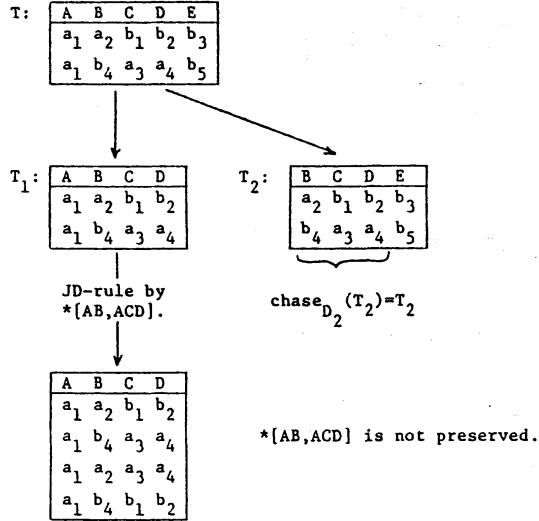 T: A B C D E
a1 a2 b1 b2 b3
a1 b4 a3 a4 b5
T1: A B C D
a1 a2 b1 b2
a1 b4 a3 a4
T2: B C D E
a2 b1 b2 b3
b4 a3 a4 b5
JD-rule by
*[AB,ACD].
chaseD2(T2)=T2
A B C D
a1 a2 b1 b2
a1 b4 a3 a4
a1 a2 a3 a4
a1 b4 b1 b2
*[AB,ACD] is not preserved.